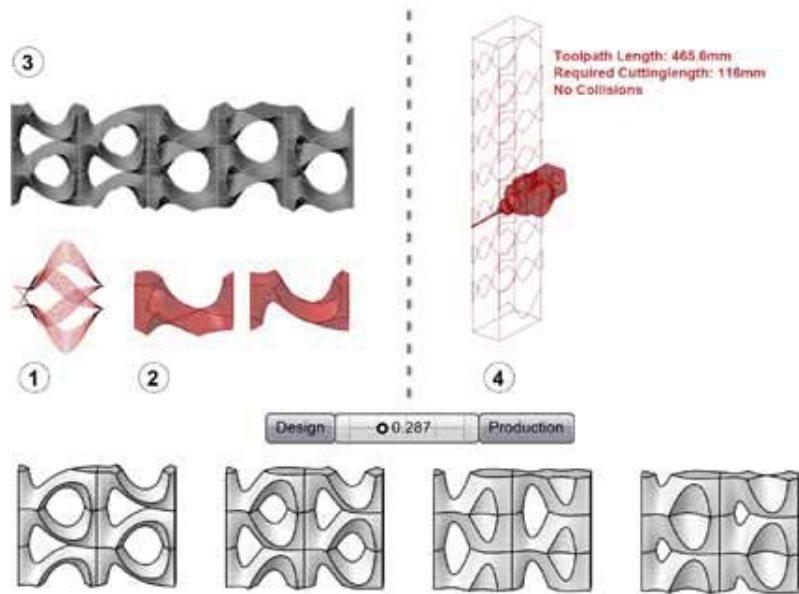 3
Toolpath Length: 465.6mm
Required Cuttinglength: 116mm
No Collisions
1
2
4
Design
0.287
Production